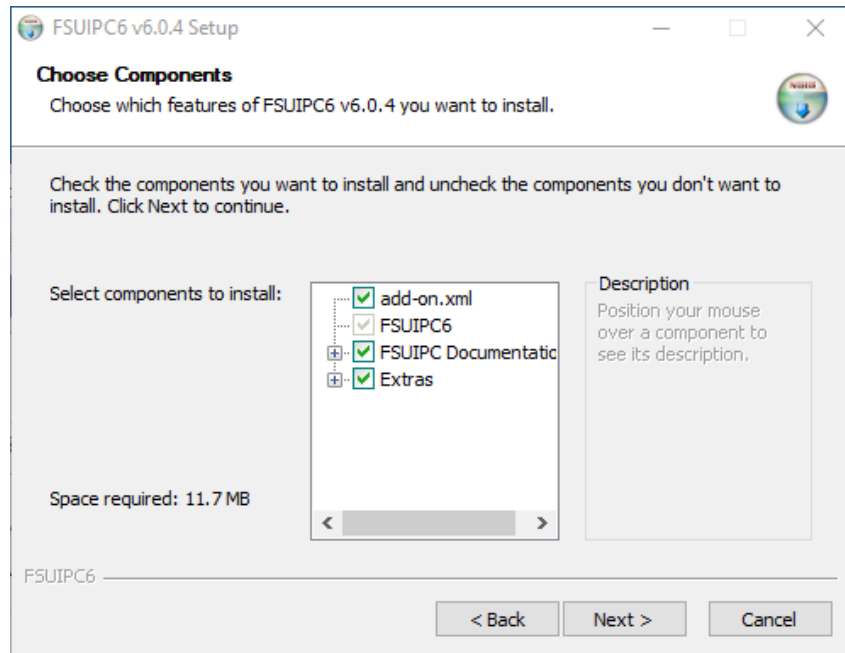 FSUIPC6 v6.0.4 Setup
Choose Components
Choose which features of FSUIPC6 v6.0.4 you want to install.
Check the components you want to install and uncheck the components you don't want to
install. Click Next to continue.
Select components to install:
add-on.xml
FSUIPC6
FSUIPC Documentatic
Extras
Description
Position your mouse
over a component to
see its description.
Space required: 11.7 MB
FSUIPC6
< Back
Next >
Cancel